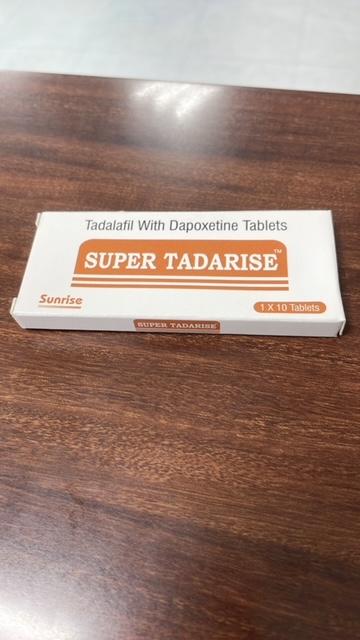 Tadalafil With Dapoxetine Tablets
SUPER TADARISE™
Sunrise
1 X 10 Tablets
SUPER TADARISE